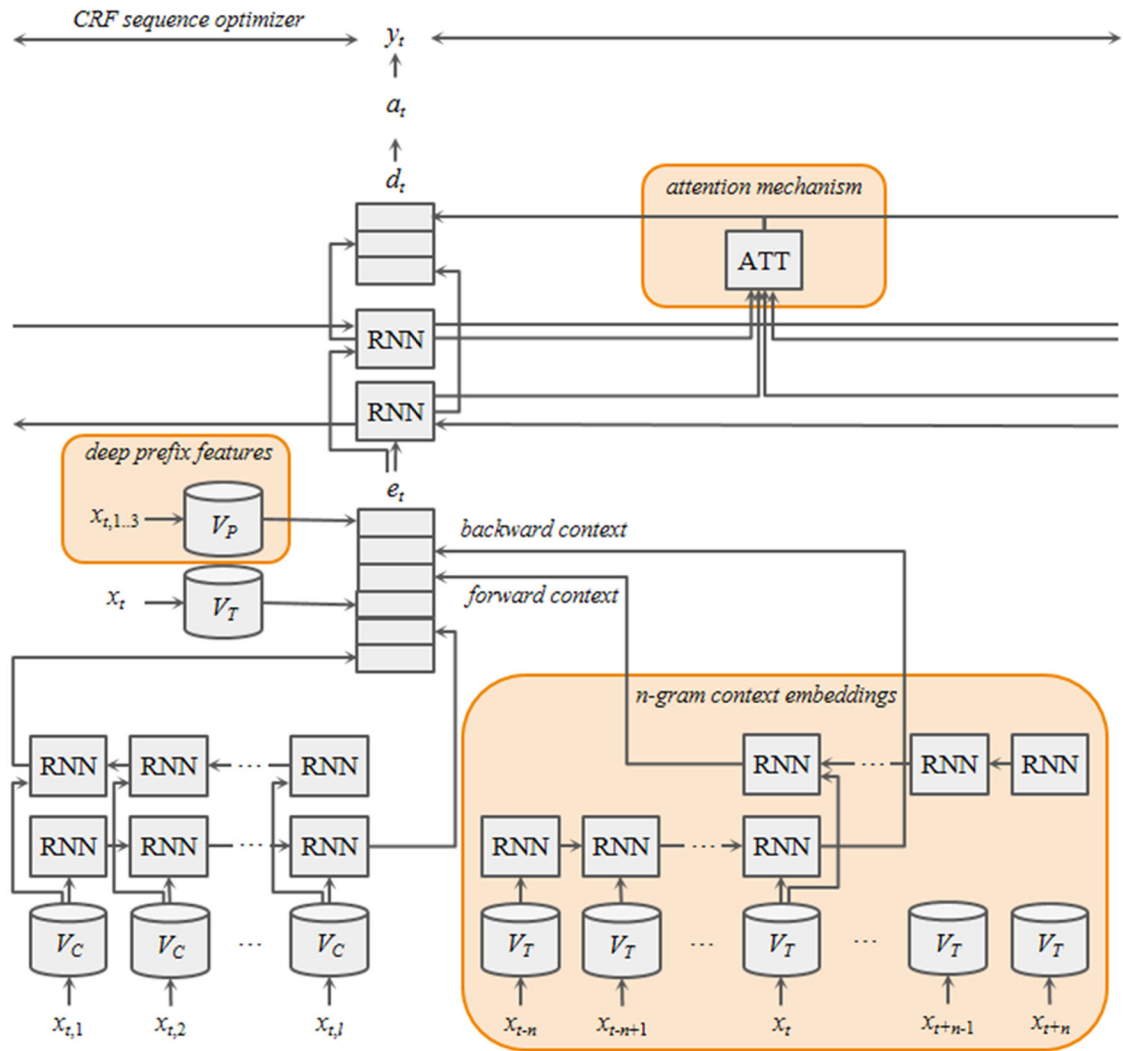 CRF sequence optimizer
y_t
a_t
d_t
attention mechanism
ATT
RNN
RNN
deep prefix features
e_t
x_{t,1..3}
V_P
backward context
x_t
V_T
forward context
n-gram context embeddings
RNN RNN ... RNN RNN ... RNN RNN
RNN RNN ... RNN RNN RNN ... RNN
V_C V_C ... V_C V_T V_T ... V_T ... V_T V_T
x_{t,1} x_{t,2} x_{t,l} x_{t-n} x_{t-n+1} x_t x_{t+n-1} x_{t+n}